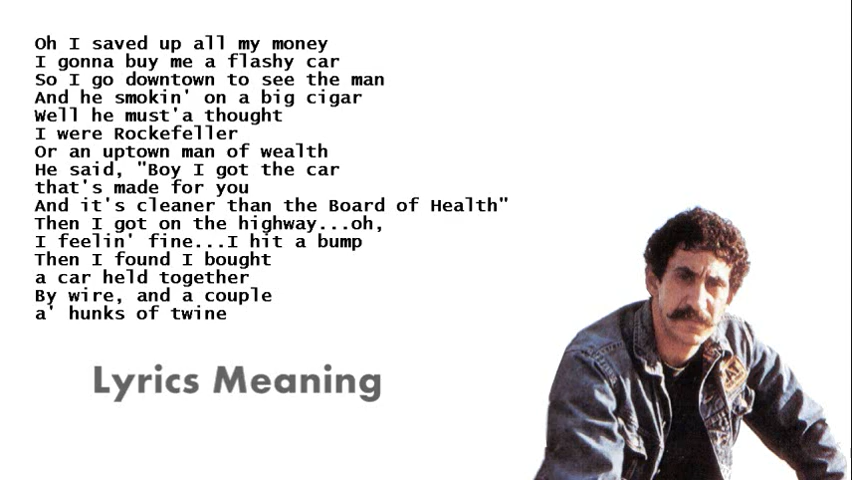 Oh I saved up all my money
I gonna buy me a flashy car
So I go downtown to see the man
And he smokin' on a big cigar
Well he must'a thought
I were Rockefeller
Or an uptown man of wealth
He said, "Boy I got the car
that's made for you
And it's cleaner than the Board of Health"
Then I got on the highway...oh,
I feelin' fine...I hit a bump
Then I found I bought
a car held together
By wire, and a couple
a' hunks of twine
Lyrics Meaning